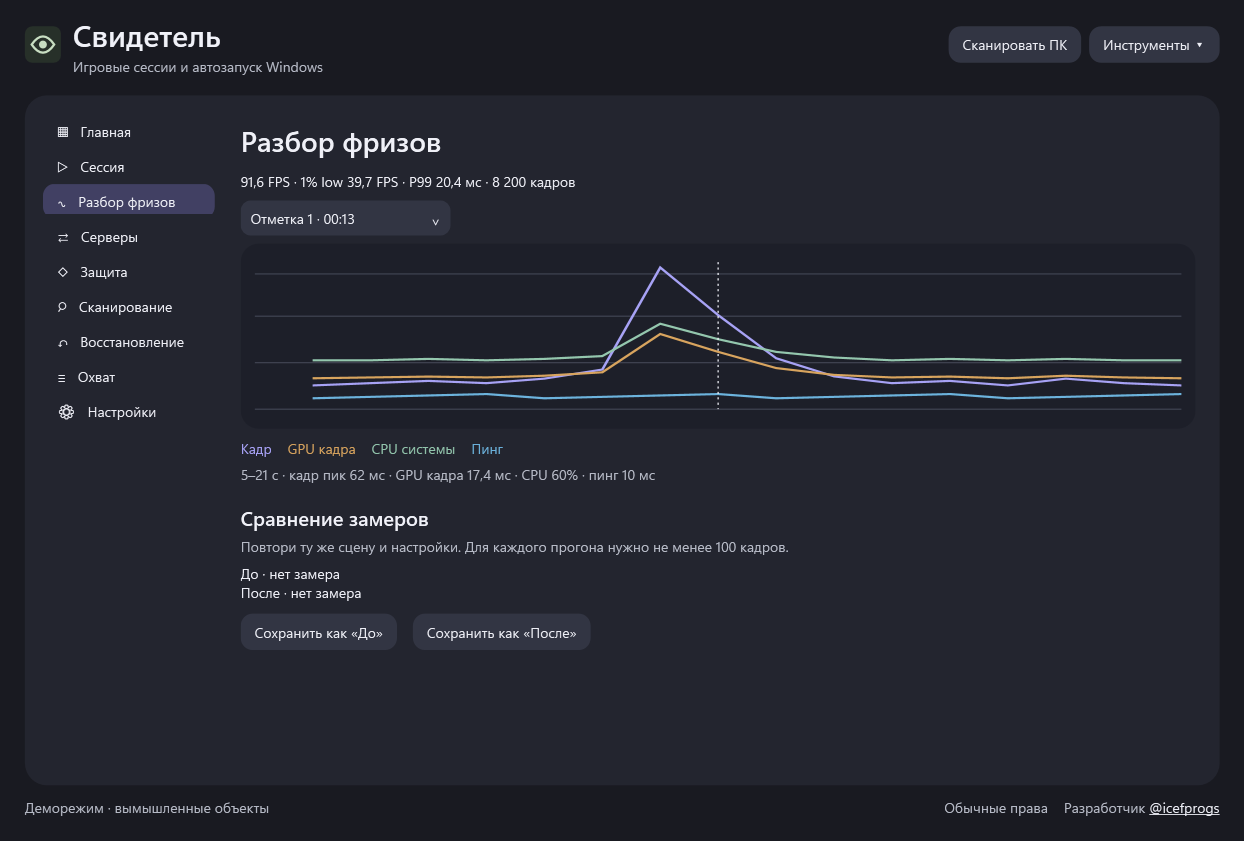 Свидетель
Игровые сессии и автозапуск Windows
Сканировать ПК
Инструменты
Главная
Сессия
Разбор фризов
Серверы
Защита
Сканирование
Восстановление
Охват
Настройки
Разбор фризов
91,6 FPS · 1% low 39,7 FPS · P99 20,4 мс · 8 200 кадров
Отметка 1 · 00:13
Кадр GPU кадра CPU системы Пинг
5–21 с · кадр пик 62 мс · GPU кадра 17,4 мс · CPU 60% · пинг 10 мс
Сравнение замеров
Повтори ту же сцену и настройки. Для каждого прогона нужно не менее 100 кадров.
До · нет замера
После · нет замера
Сохранить как «До»
Сохранить как «После»
Деморежим · вымышленные объекты
Обычные права
Разработчик @icefprogs